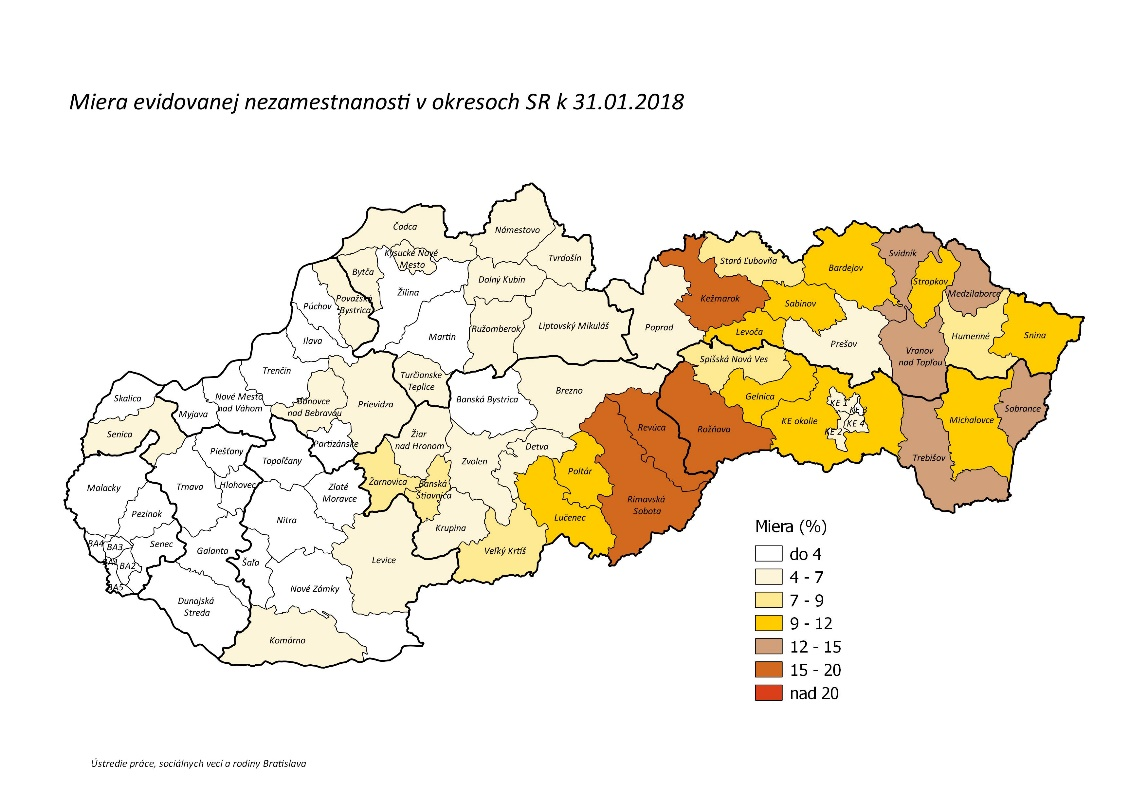 Miera evidovanej nezamestnanosti v okresoch SR k 31.01.2018
Námestovo
Čadca
Kysucké Nové
Mesto
Tvrdošín
Bytča
Dolný Kubín
Žilina
Stará Ľubovňa
Svidník
Bardejov
Stropkov
Medzilaborce
Púchov
Považská
Bystrica
Kežmarok
Sabinov
Ružomberok
Liptovský Mikuláš
Poprad
Levoča
Martin
Ilava
Prešov
Humenné
Snina
Vranov
nad Topľou
Trenčín
Turčianske
Teplice
Spišská Nová Ves
Brezno
Gelnica
Skalica
Nové Mesto
nad Váhom
Bánovce
nad Bebravou
Prievidza
Banská Bystrica
KE 1
KE 3
Sobrance
Myjava
KE okolie
KE 4
KE 2
Michalovce
Senica
Partizánske
Žiar
nad Hronom
Revúca
Rožňava
Piešťany
Detva
Topoľčany
Zvolen
Trebišov
Poltár
Malacky
Trnava
Hlohovec
Zlaté
Moravce
Žarnovica
Banská
Štiavnica
Rimavská
Sobota
Pezinok
Nitra
Krupina
Lučenec
BA4
BA3
Senec
Galanta
Veľký Krtíš
BA2
Šaľa
Levice
BA5
Nové Zámky
Dunajská
Streda
Komárno
Miera (%)
do 4
4 - 7
7 - 9
9 - 12
12 - 15
15 - 20
nad 20
Ústredie práce, sociálnych vecí a rodiny Bratislava